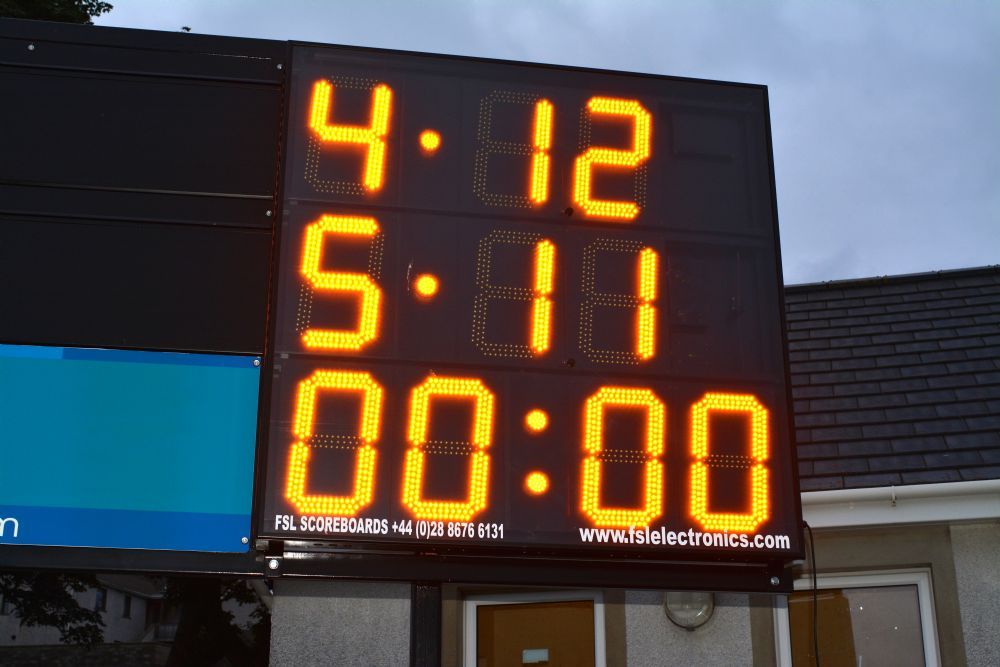 4·12
5·11
00:00
FSL SCOREBOARDS +44 (0)28 8676 6131
www.fslelectronics.com
m